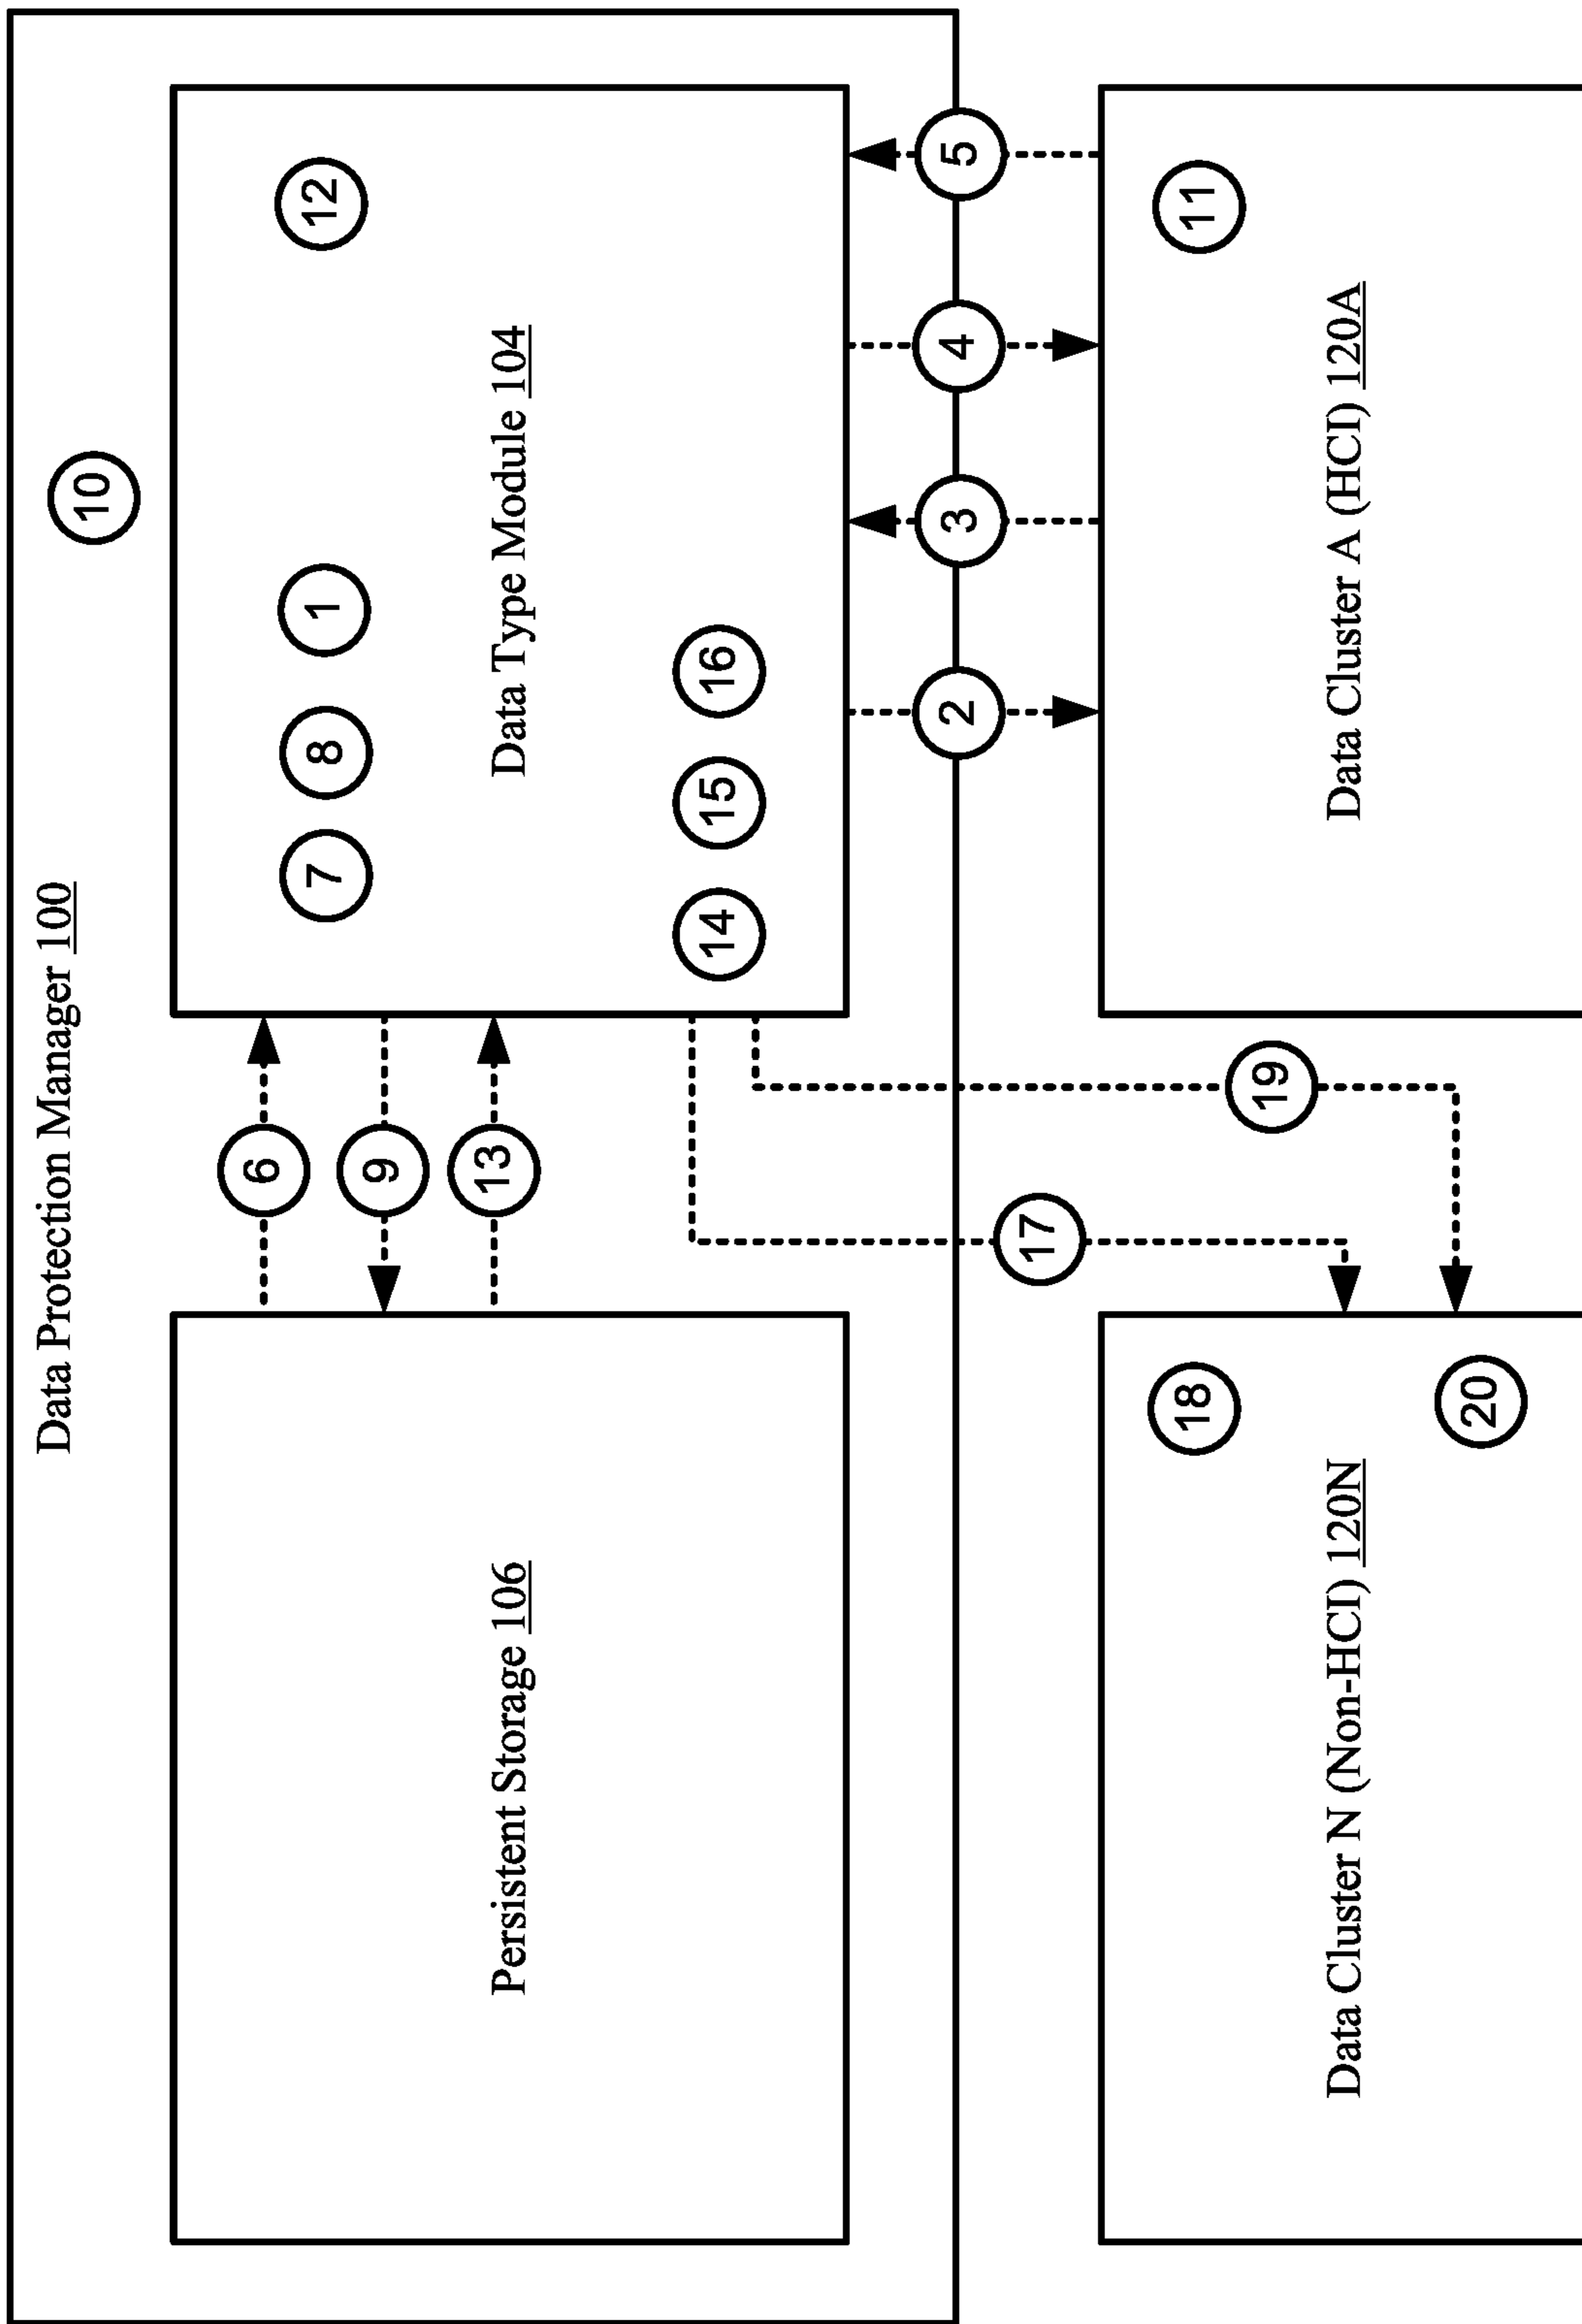 Data Protection Manager 100
10
6
7 8 1 12
9
13
Persistent Storage 106
Data Type Module 104
14 15 16
2 3 4 5
17
18
11
19
Data Cluster N (Non-HCI) 120N
Data Cluster A (HCI) 120A
20